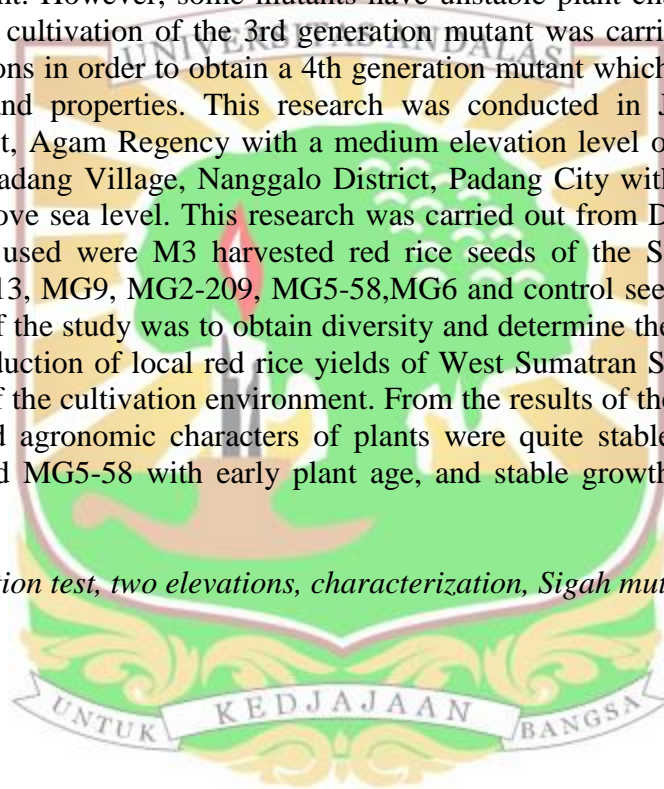 nt. However, some mutants have unstable plant
cultivation of the 3rd generation mutant was carri
UNIVERSITAS ANDALAS
ons in order to obtain a 4th generation mutant which
and properties. This research was conducted in J
t, Agam Regency with a medium elevation level o
adang Village, Nanggalo District, Padang City with
ove sea level. This research was carried out from D
used were M3 harvested red rice seeds of the S
13, MG9, MG2-209, MG5-58,MG6 and control see
f the study was to obtain diversity and determine the
duction of local red rice yields of West Sumatran S
f the cultivation environment. From the results of the
d agronomic characters of plants were quite stable
d MG5-58 with early plant age, and stable growth
tion test, two elevations, characterization, Sigah mut
UNTUK KEDJAJAAN BANGSA